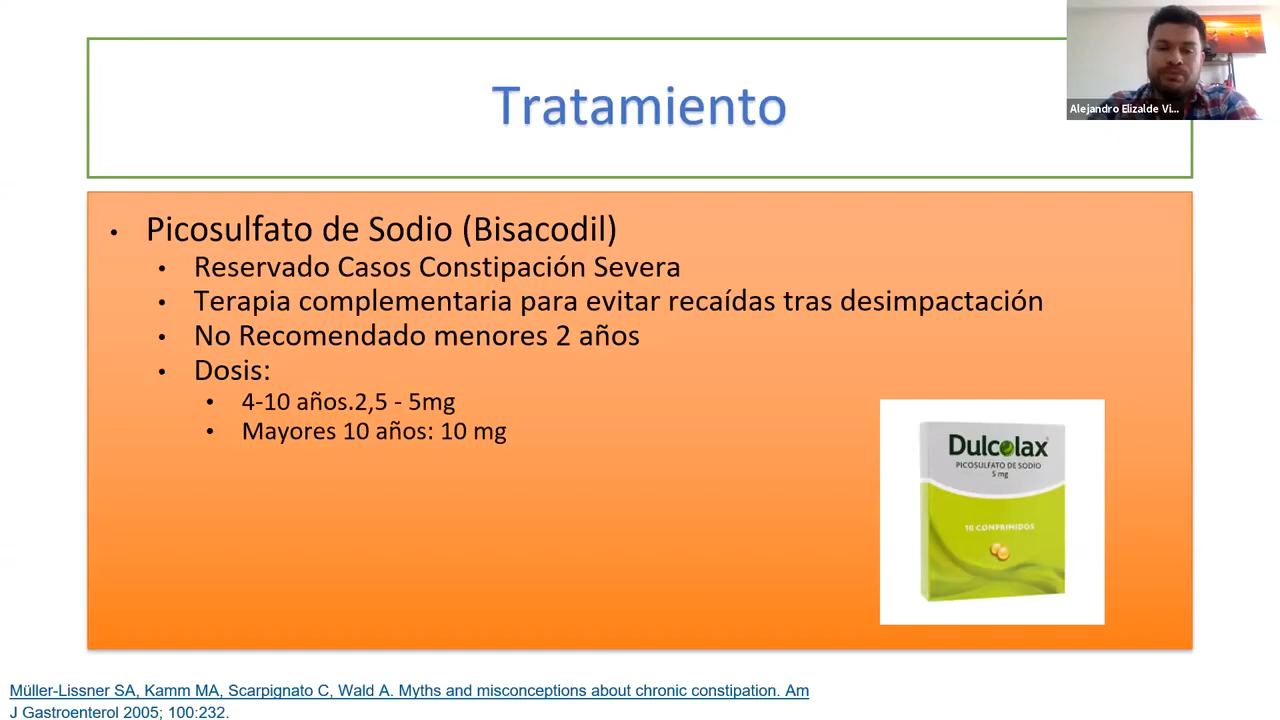 Tratamiento
Alejandro Elizalde Vi...
• Picosulfato de Sodio (Bisacodil)
• Reservado Casos Constipación Severa
• Terapia complementaria para evitar recaídas tras desimpactación
• No Recomendado menores 2 años
• Dosis:
• 4-10 años.2,5 - 5mg
• Mayores 10 años: 10 mg
Dulcolax
PICOSULFATO DE SODIO
5 mg
10 COMPRIMIDOS
Müller-Lissner SA, Kamm MA, Scarpignato C, Wald A. Myths and misconceptions about chronic constipation. Am
J Gastroenterol 2005; 100:232.